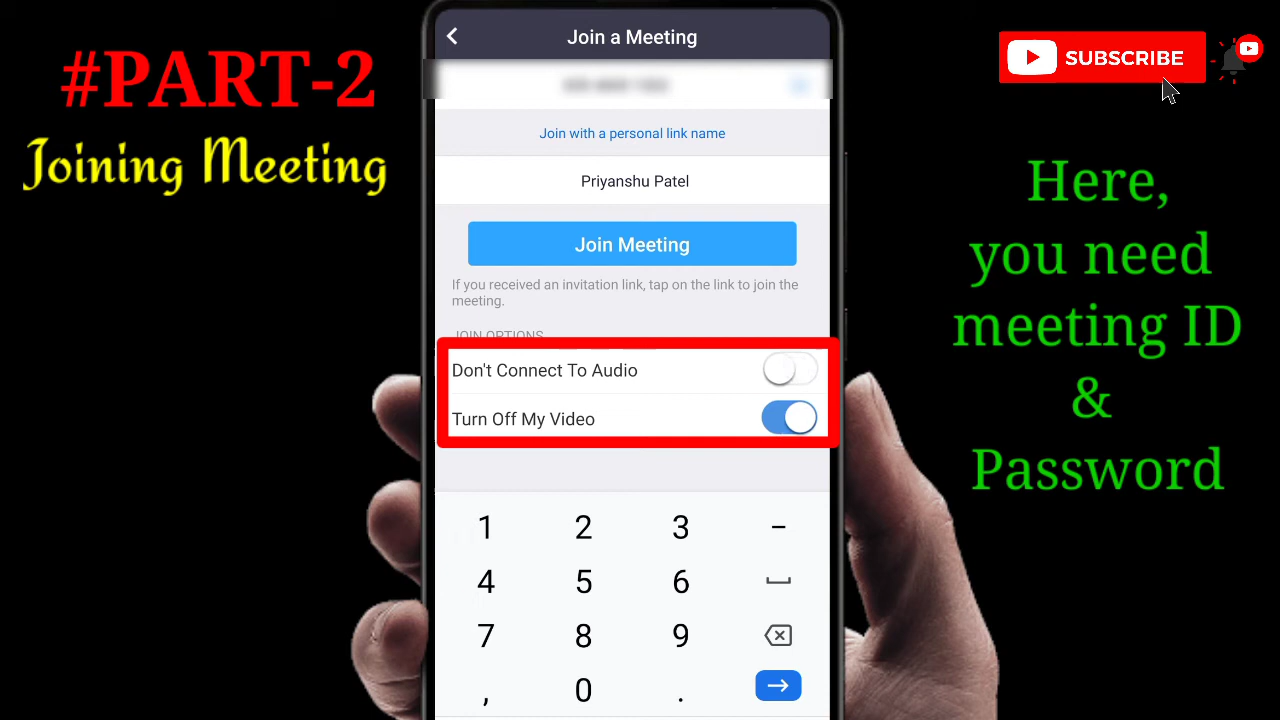 #PART-2
Joining Meeting
Join a Meeting
Join with a personal link name
Priyanshu Patel
Join Meeting
If you received an invitation link, tap on the link to join the
meeting.
JOIN OPTIONS
Don't Connect To Audio
Turn Off My Video
1 2 3 −
4 5 6
7 8 9
, 0 .
SUBSCRIBE
Here,
you need
meeting ID
&
Password